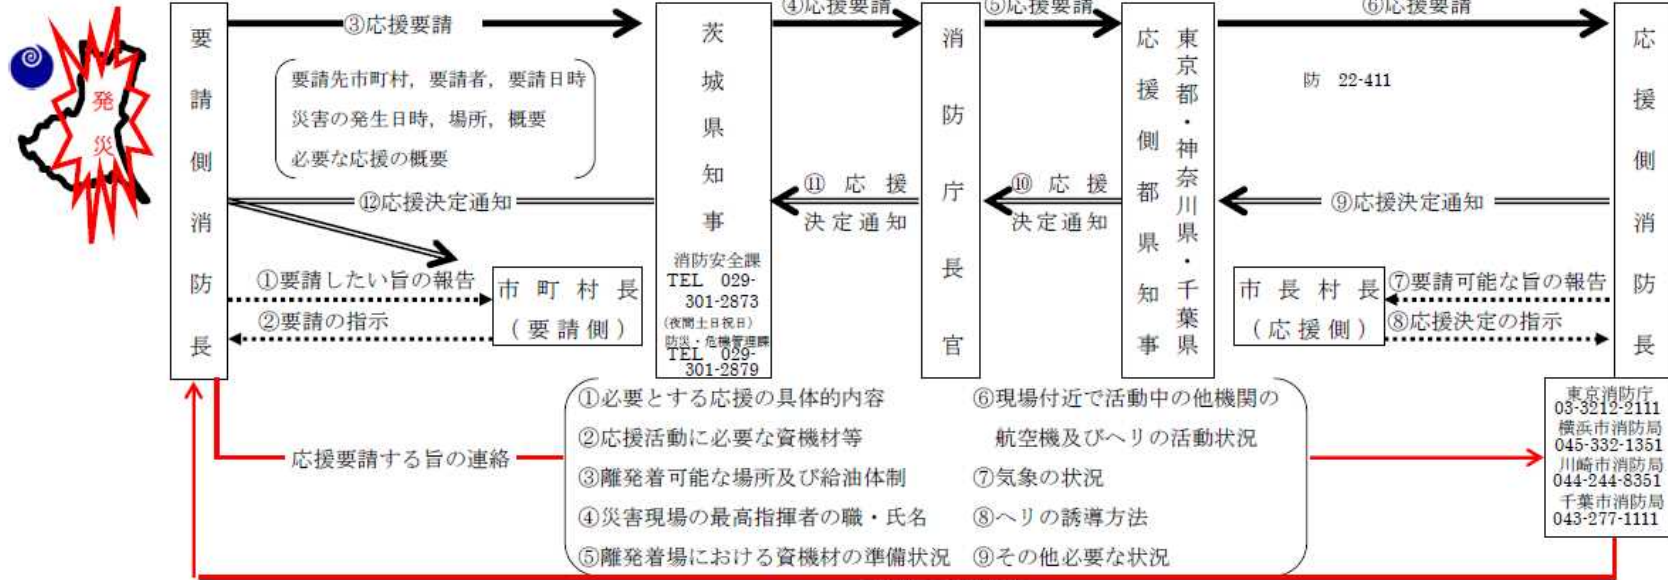 発災
要請側消防長
③応援要請
要請先市町村，要請者，要請日時
災害の発生日時，場所，概要
必要な応援の概要
⑫応援決定通知
①要請したい旨の報告
②要請の指示
市町村長
（要請側）
茨城県知事
消防安全課
TEL 029-
301-2873
(夜間土日祝日)
防災・危機管理課
TEL 029-
301-2879
④応援要請
⑪ 応援
決定通知
消防庁長官
⑤応援要請
⑩ 応援
決定通知
東京都・神奈川県・千葉県
応援側都県知事
⑥応援要請
防 22-411
⑨応援決定通知
市長村長
（応援側）
⑦要請可能な旨の報告
⑧応援決定の指示
応援側消防長
東京消防庁
03-3212-2111
横浜市消防局
045-332-1351
川崎市消防局
044-244-8351
千葉市消防局
043-277-1111
応援要請する旨の連絡
①必要とする応援の具体的内容
②応援活動に必要な資機材等
③離発着可能な場所及び給油体制
④災害現場の最高指揮者の職・氏名
⑤離発着場における資機材の準備状況
⑥現場付近で活動中の他機関の
航空機及びヘリの活動状況
⑦気象の状況
⑧ヘリの誘導方法
⑨その他必要な状況